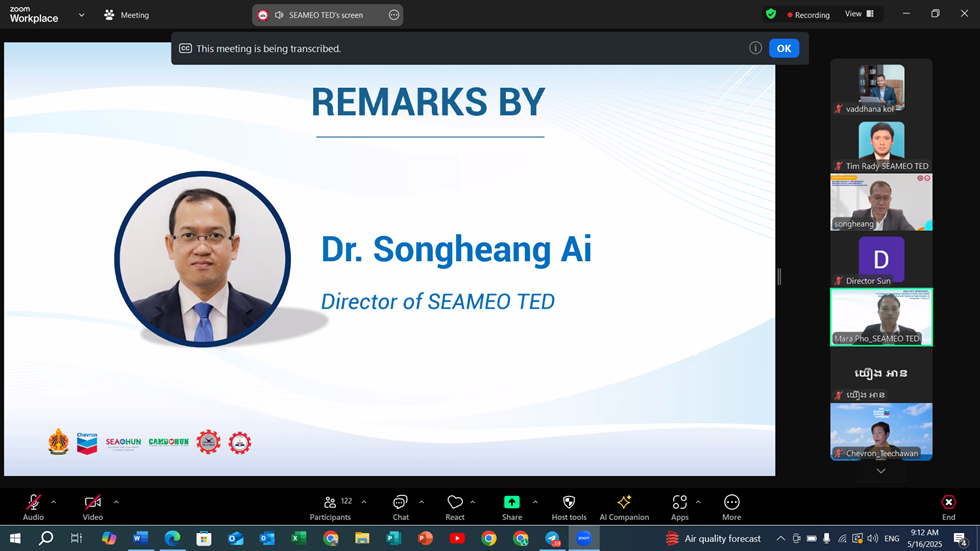 zoom
Workplace
Meeting
SEAMEO TED's screen
Recording
View
CC This meeting is being transcribed.
OK
REMARKS BY
Dr. Songheang Ai
Director of SEAMEO TED
Chevron
SEAOHUN
CAMBOHUN
vaddhana kol
Tim Rady SEAMEO TED
songheang
D
Director Sun
Mara Pho_SEAMEO TED
យឿង អាន
យឿង អាន
Chevron_Teechawan
Audio
Video
Participants
122
Chat
React
Share
Host tools
AI Companion
Apps
More
End
Air quality forecast
ENG
9:12 AM
5/16/2025
4